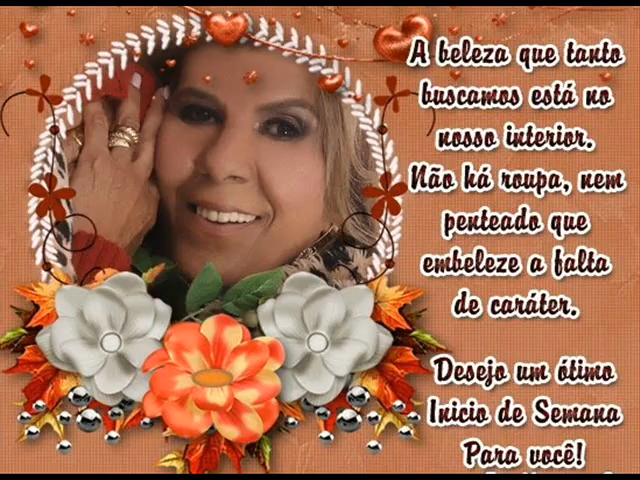 A beleza que tanto
buscamos está no
nosso interior.
Não há roupa, nem
penteado que
embeleze a falta
de caráter.
Desejo um ótimo
Inicio de Semana
Para você!